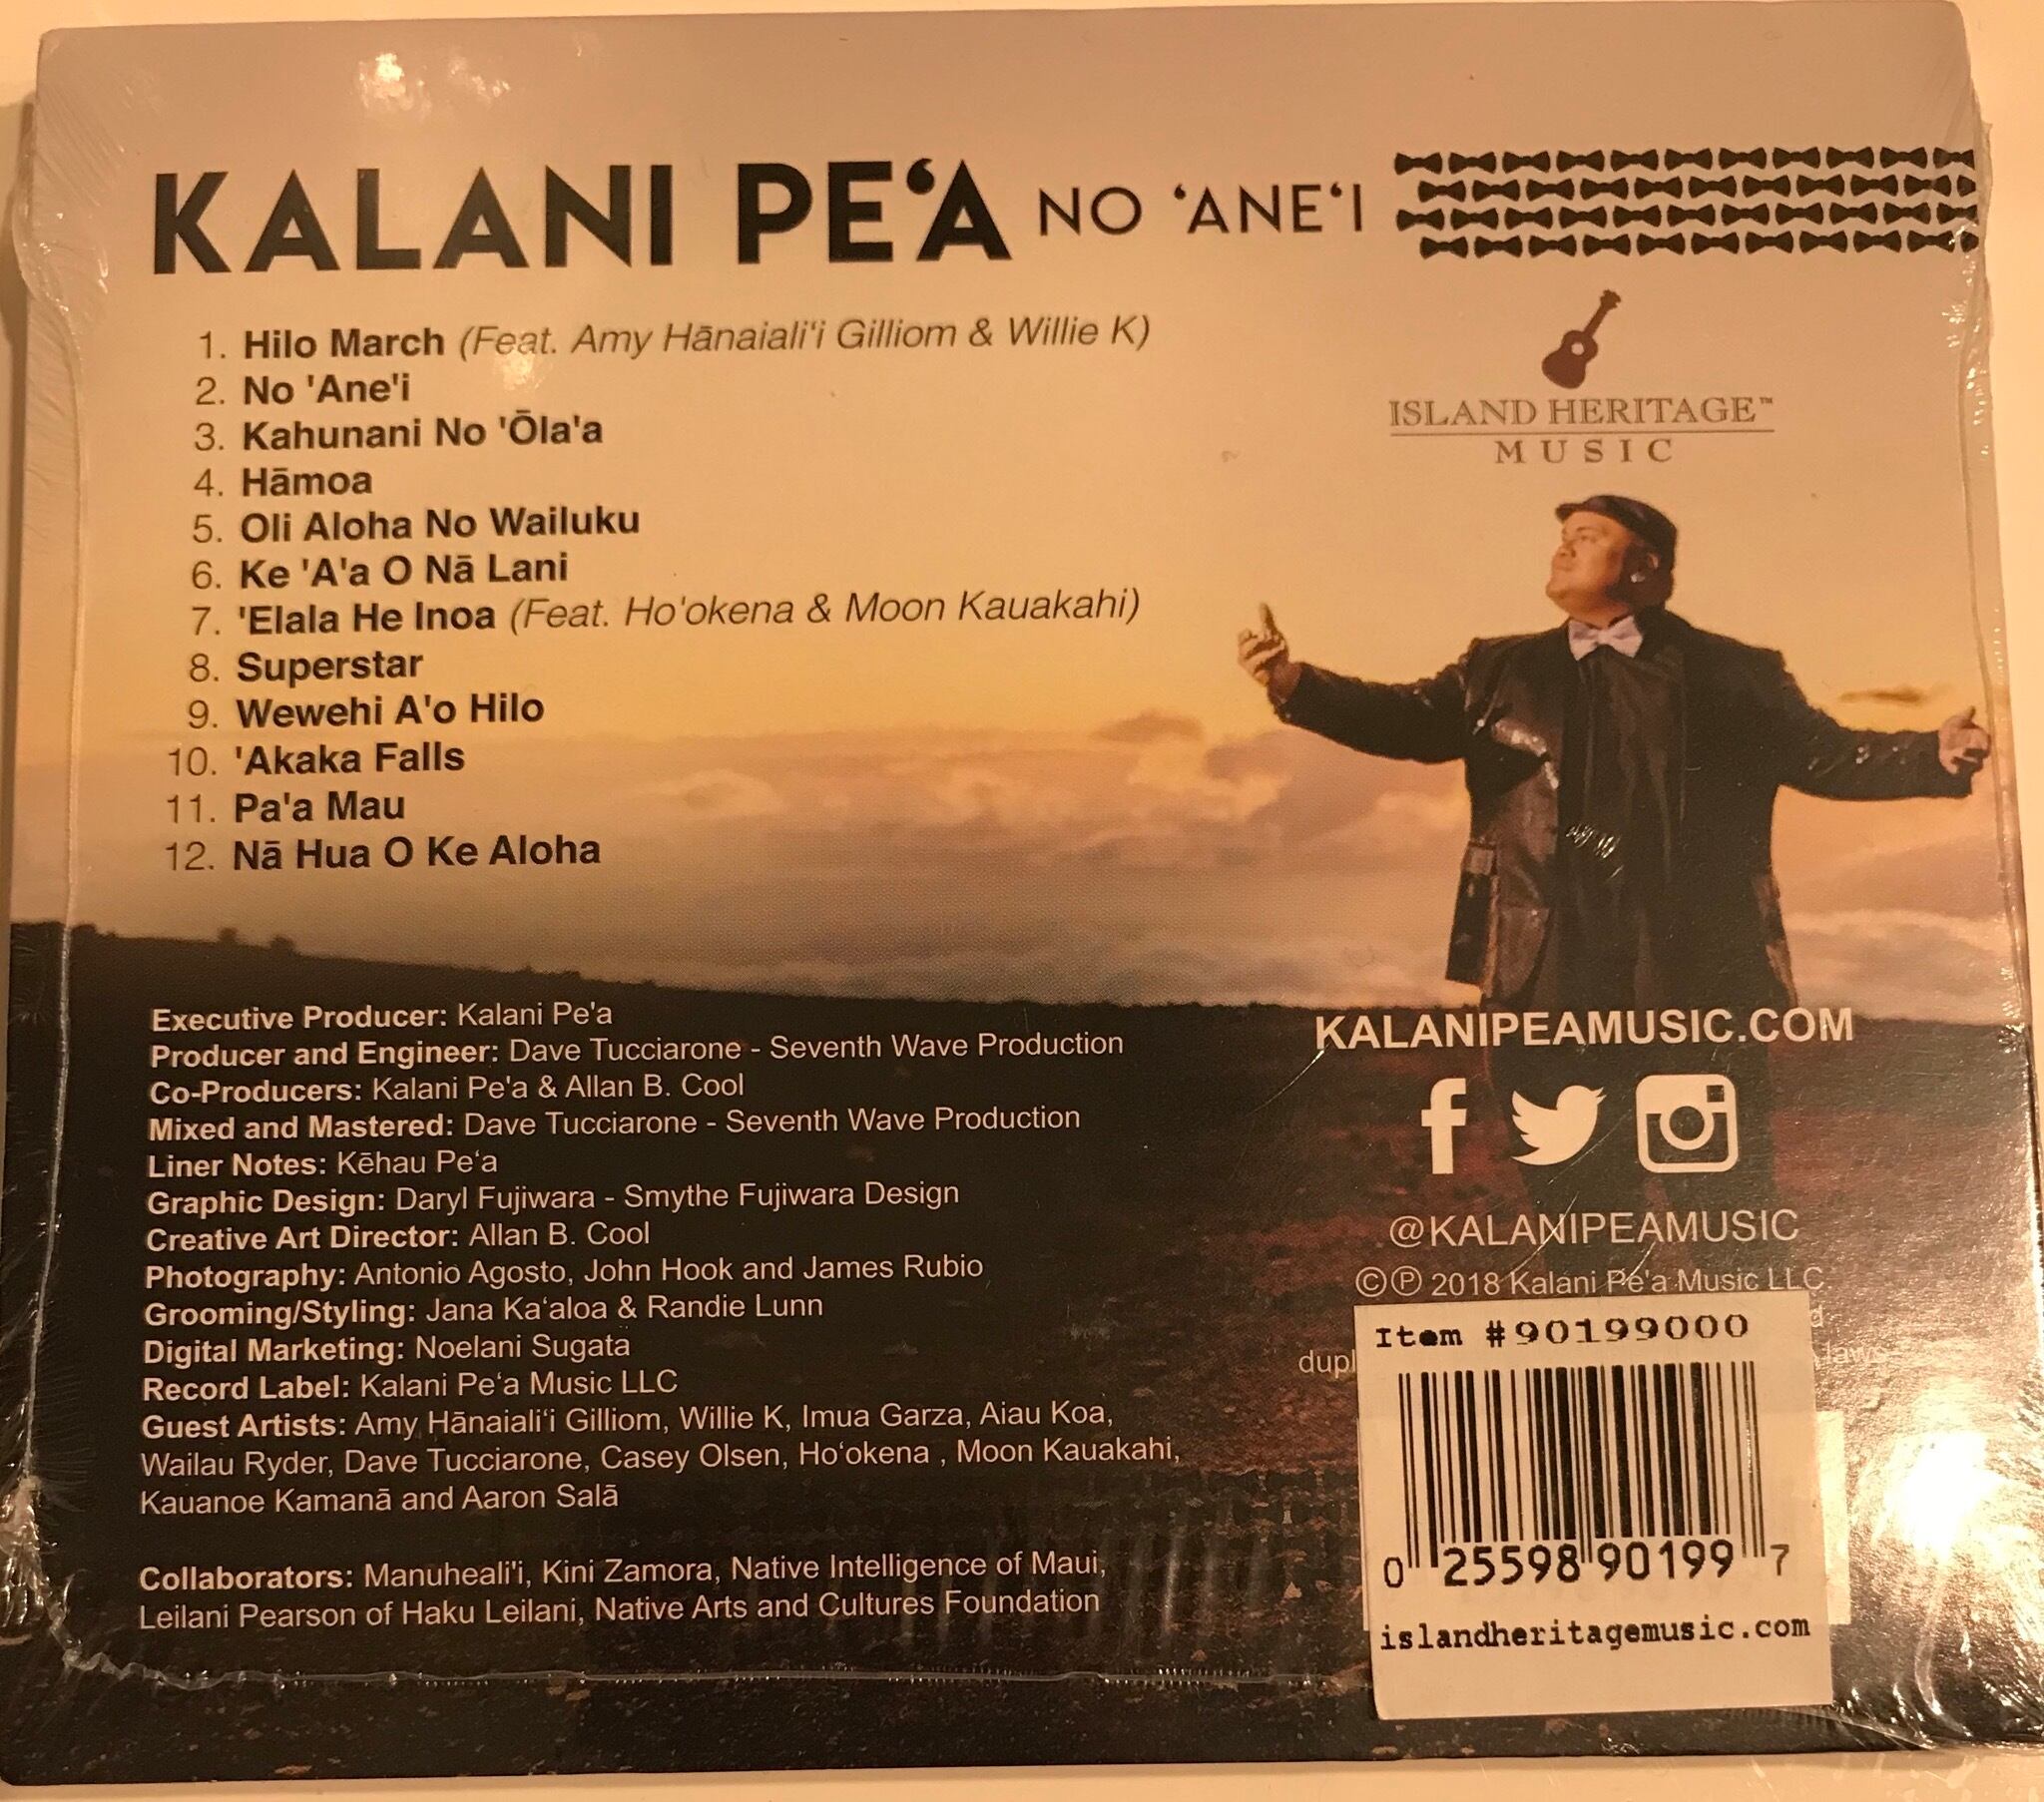 KALANI PEʻA NO ʻANEʻI
1. Hilo March (Feat. Amy Hānaiali'i Gilliom & Willie K)
2. No 'Ane'i
3. Kahunani No 'Ōla'a
4. Hāmoa
5. Oli Aloha No Wailuku
6. Ke 'A'a O Nā Lani
7. 'Elala He Inoa (Feat. Ho'okena & Moon Kauakahi)
8. Superstar
9. Wewehi A'o Hilo
10. 'Akaka Falls
11. Pa'a Mau
12. Nā Hua O Ke Aloha
ISLAND HERITAGE™
MUSIC
Executive Producer: Kalani Pe'a
Producer and Engineer: Dave Tucciarone - Seventh Wave Production
Co-Producers: Kalani Pe'a & Allan B. Cool
Mixed and Mastered: Dave Tucciarone - Seventh Wave Production
Liner Notes: Kēhau Peʻa
Graphic Design: Daryl Fujiwara - Smythe Fujiwara Design
Creative Art Director: Allan B. Cool
Photography: Antonio Agosto, John Hook and James Rubio
Grooming/Styling: Jana Kaʻaloa & Randie Lunn
Digital Marketing: Noelani Sugata
Record Label: Kalani Peʻa Music LLC
Guest Artists: Amy Hānaialiʻi Gilliom, Willie K, Imua Garza, Aiau Koa,
Wailau Ryder, Dave Tucciarone, Casey Olsen, Hoʻokena , Moon Kauakahi,
Kauanoe Kamanā and Aaron Salā
Collaborators: Manuheali'i, Kini Zamora, Native Intelligence of Maui,
Leilani Pearson of Haku Leilani, Native Arts and Cultures Foundation
KALANIPEAMUSIC.COM
@KALANIPEAMUSIC
©℗ 2018 Kalani Pe'a Music LLC
Item #90199000
0 25598 90199 7
islandheritagemusic.com